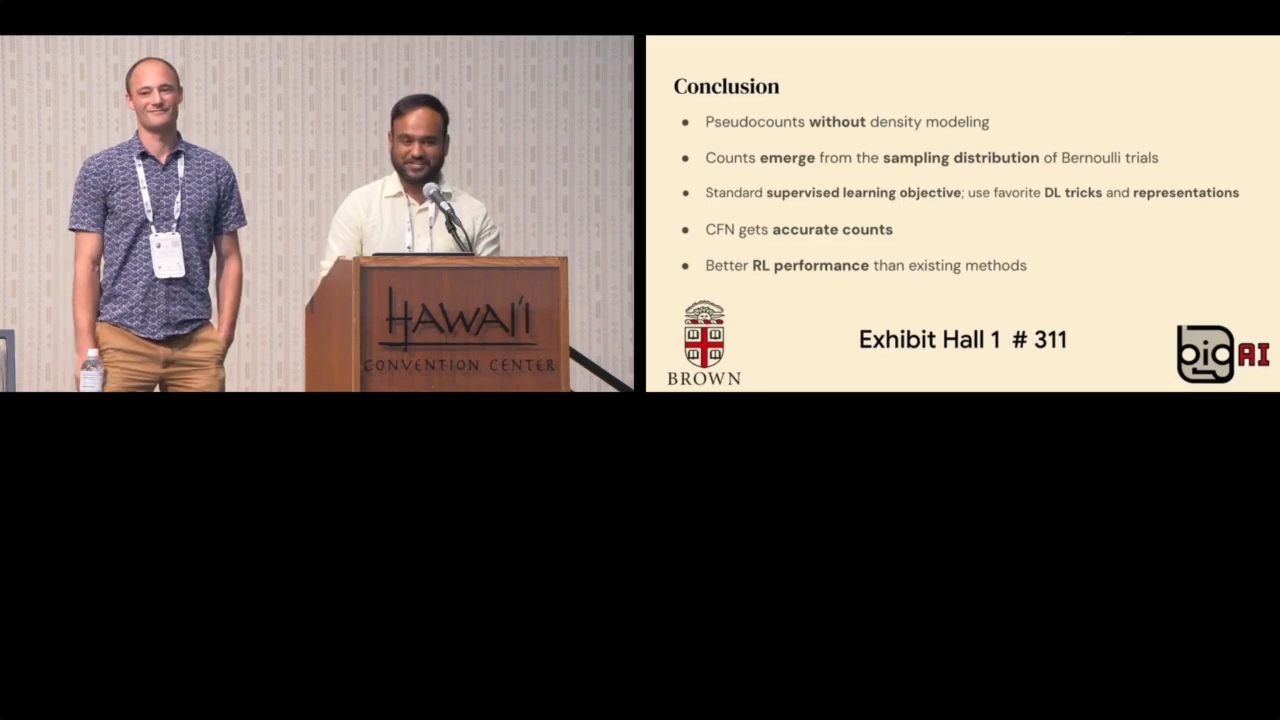 HAWAI'I
CONVENTION CENTER
Conclusion
● Pseudocounts without density modeling
● Counts emerge from the sampling distribution of Bernoulli trials
● Standard supervised learning objective; use favorite DL tricks and representations
● CFN gets accurate counts
● Better RL performance than existing methods
BROWN
Exhibit Hall 1 # 311
big AI